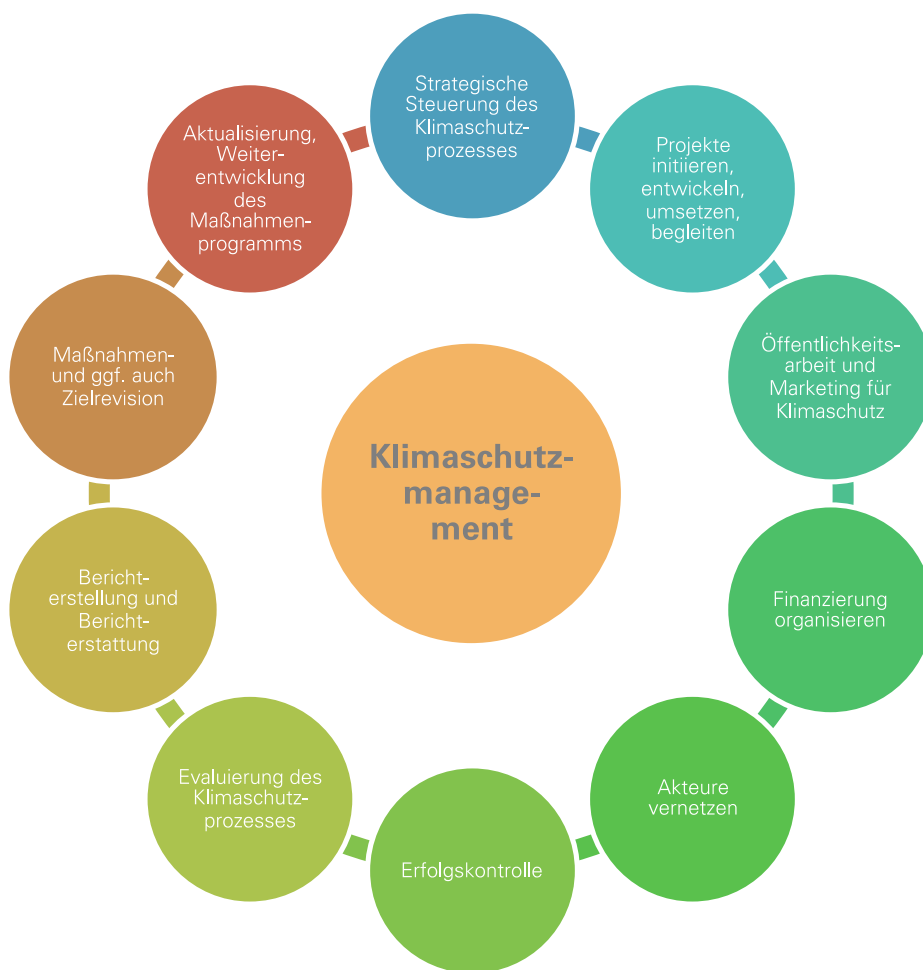 Strategische
Steuerung des
Klimaschutz-
prozesses
Projekte
initiieren,
entwickeln,
umsetzen,
begleiten
Öffentlichkeits-
arbeit und
Marketing für
Klimaschutz
Finanzierung
organisieren
Akteure
vernetzen
Erfolgskontrolle
Evaluierung des
Klimaschutz-
prozesses
Bericht-
erstellung und
Bericht-
erstattung
Maßnahmen-
und ggf. auch
Zielrevision
Aktualisierung,
Weiter-
entwicklung
des
Maßnahmen-
programms
Klimaschutz-
manage-
ment